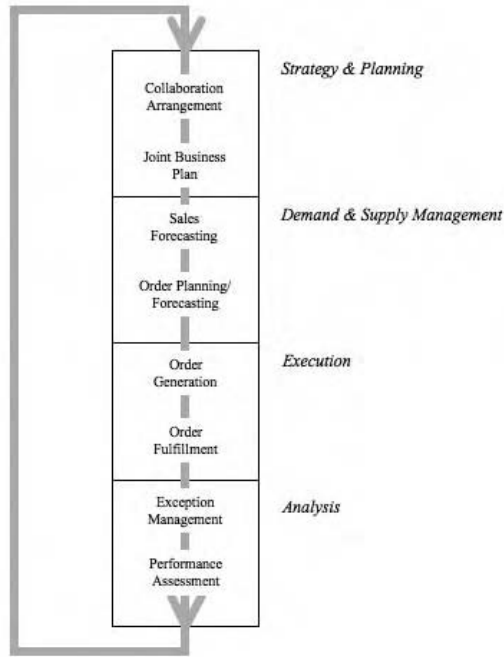 Strategy & Planning
Collaboration
Arrangement
Joint Business
Plan
Demand & Supply Management
Sales
Forecasting
Order Planning/
Forecasting
Execution
Order
Generation
Order
Fulfillment
Analysis
Exception
Management
Performance
Assessment